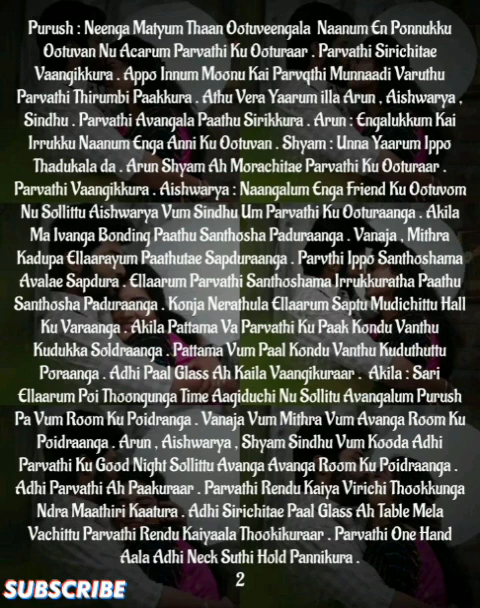 Purush : Neenga Matyum Thaan Ootuveengala Naanum En Ponnukku
Ootuvan Nu Acarum Parvathi Ku Ooturaar . Parvathi Sirichitae
Vaangikkura . Appo Innum Moonu Kai Parvqthi Munnaadi Varuthu
Parvathi Thirumbi Paakkura . Athu Vera Yaarum illa Arun , Aishwarya ,
Sindhu . Parvathi Avangala Paathu Sirikkura . Arun : Engalukkum Kai
Irrukku Naanum Enga Anni Ku Ootuvan . Shyam : Unna Yaarum Ippo
Thadukala da . Arun Shyam Ah Morachitae Parvathi Ku Ooturaar .
Parvathi Vaangikkura . Aishwarya : Naangalum Enga Friend Ku Ootuvom
Nu Sollittu Aishwarya Vum Sindhu Um Parvathi Ku Ooturaanga . Akila
Ma Ivanga Bonding Paathu Santhosha Paduraanga . Vanaja , Mithra
Kadupa Ellaarayum Paathutae Sapduraanga . Parvthi Ippo Santhoshama
Avalae Sapdura . Ellaarum Parvathi Santhoshama Irrukkuratha Paathu
Santhosha Paduraanga . Konja Nerathula Ellaarum Saptu Mudichittu Hall
Ku Varaanga . Akila Pattama Va Parvathi Ku Paak Kondu Vanthu
Kudukka Soldraanga . Pattama Vum Paal Kondu Vanthu Kuduthuttu
Poraanga . Adhi Paal Glass Ah Kaila Vaangikuraar . Akila : Sari
Ellaarum Poi Thoongunga Time Aagiduchi Nu Sollitu Avangalum Purush
Pa Vum Room Ku Poidranga . Vanaja Vum Mithra Vum Avanga Room Ku
Poidraanga . Arun , Aishwarya , Shyam Sindhu Vum Kooda Adhi
Parvathi Ku Good Night Sollittu Avanga Avanga Room Ku Poidraanga .
Adhi Parvathi Ah Paakuraar . Parvathi Rendu Kaiya Virichi Thookkunga
Ndra Maathiri Kaatura . Adhi Sirichitae Paal Glass Ah Table Mela
Vachittu Parvathi Rendu Kaiyaala Thookikuraar . Parvathi One Hand
Aala Adhi Neck Suthi Hold Pannikura .
SUBSCRIBE
2